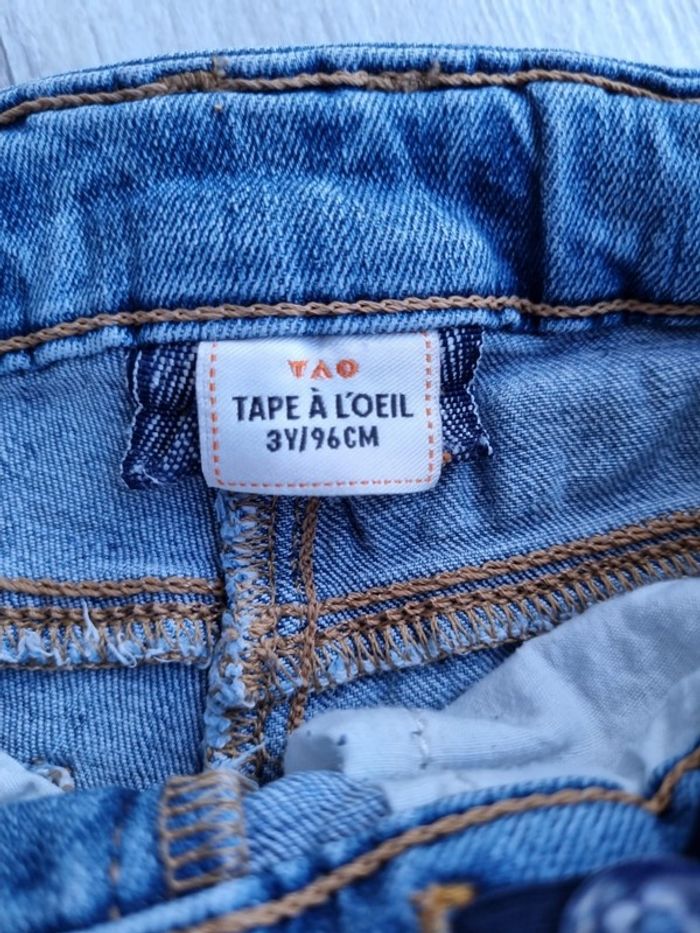 TAO
TAPE À L'OEIL
3Y/96CM